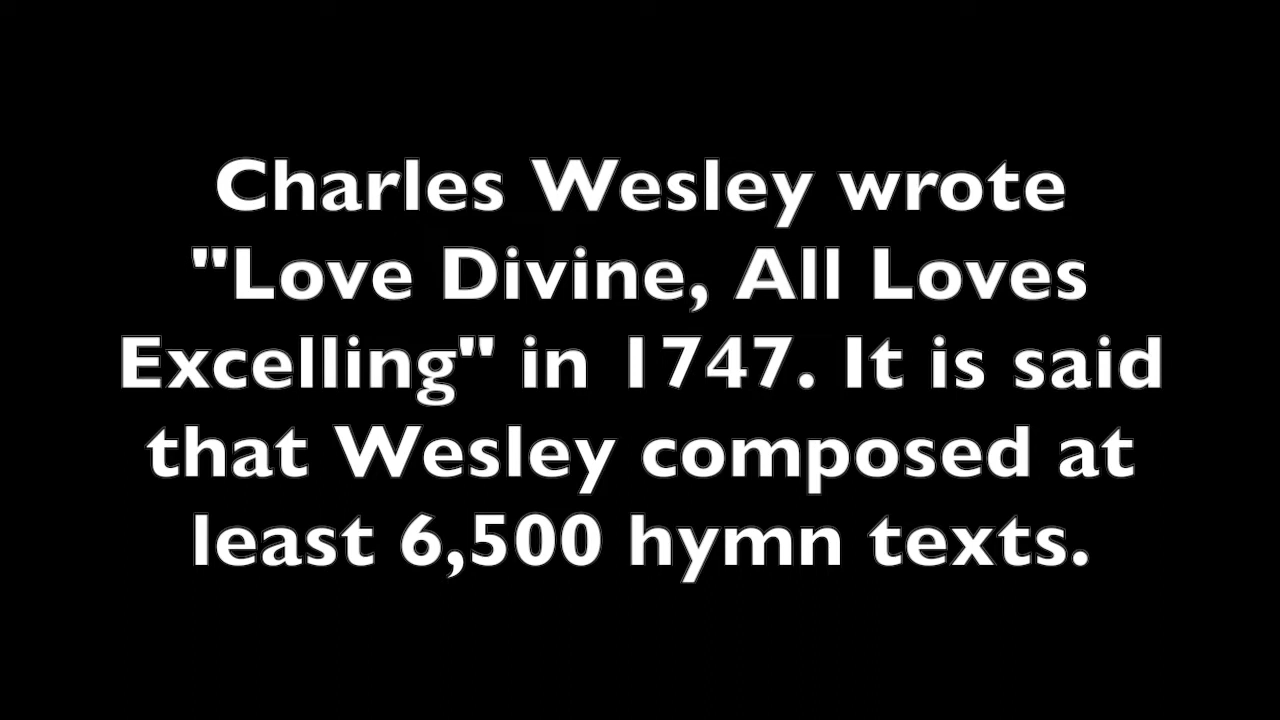 Charles Wesley wrote
"Love Divine, All Loves
Excelling" in 1747. It is said
that Wesley composed at
least 6,500 hymn texts.